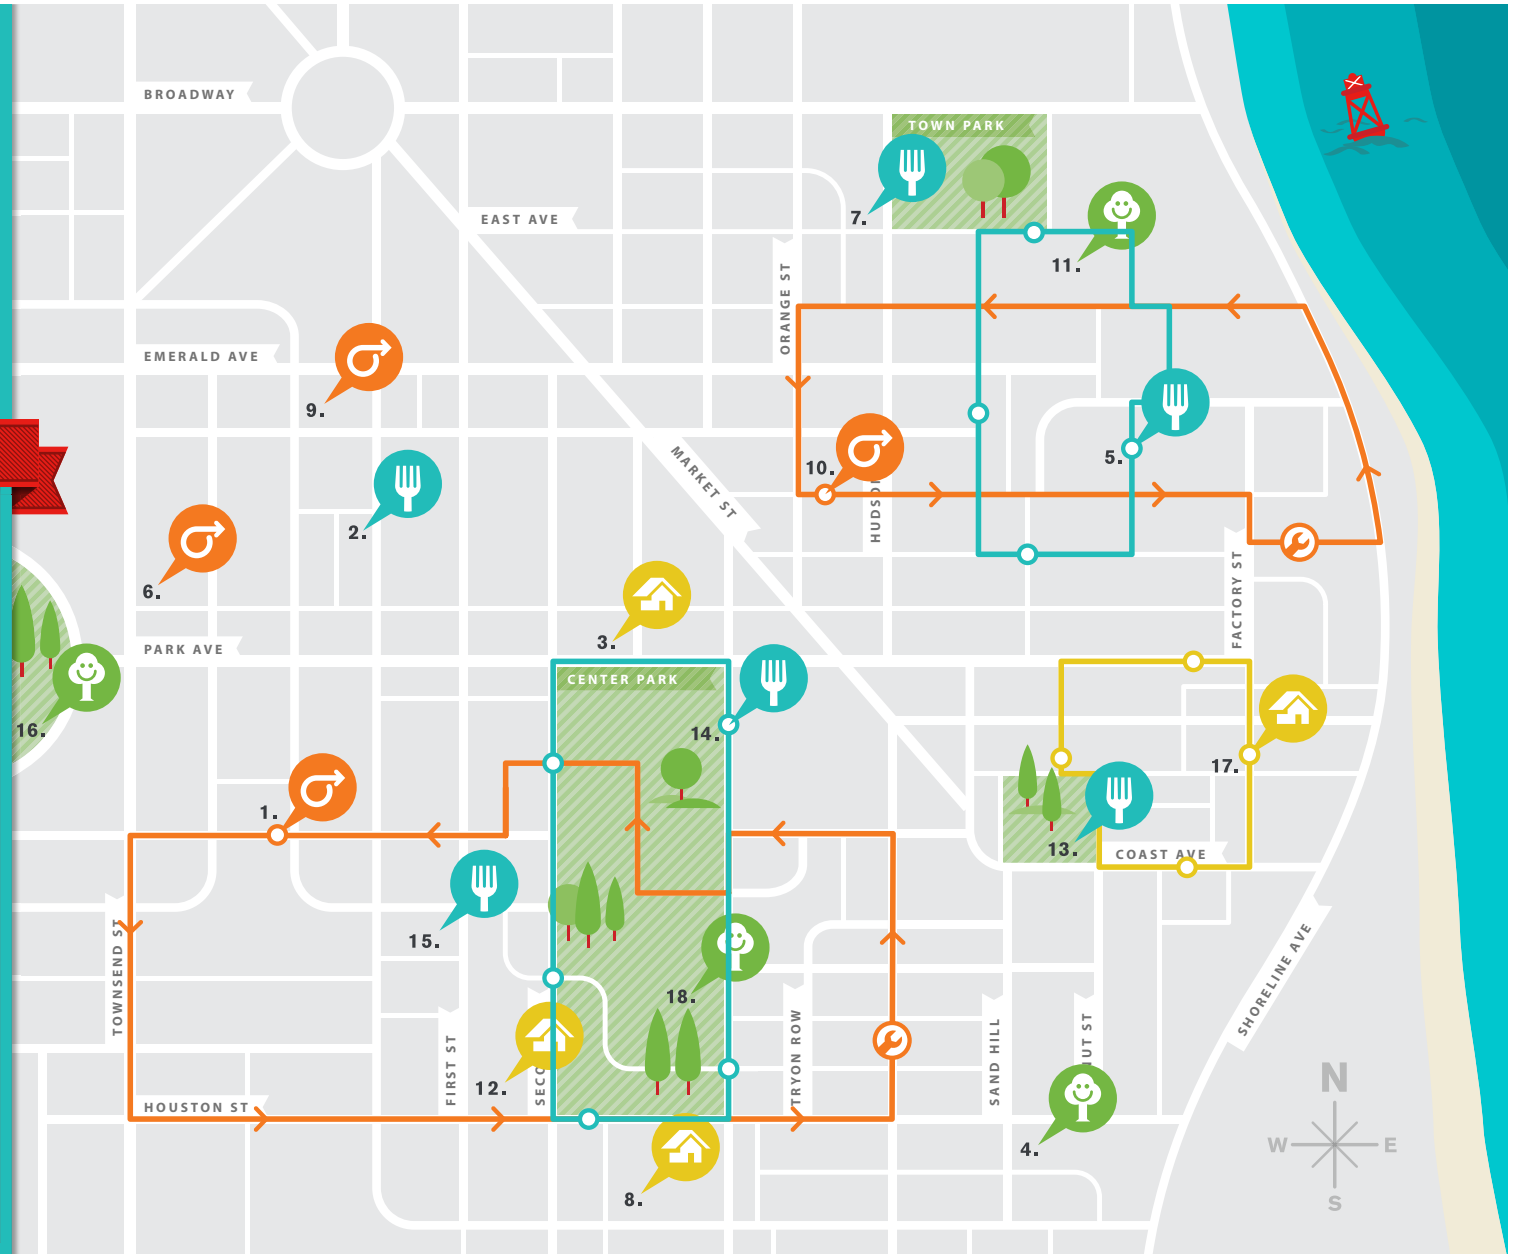 BROADWAY
TOWN PARK
7.
EAST AVE
11.
ORANGE ST
EMERALD AVE
9.
MARKET ST
10.
5.
2.
6.
FACTORY ST
3.
PARK AVE
CENTER PARK
16.
14.
17.
1.
13.
COAST AVE
15.
TOWNSEND ST
18.
SHORELINE AVE
FIRST ST
TRYON ROW
SAND HILL
12.
HOUSTON ST
4.
8.
N
W
E
S